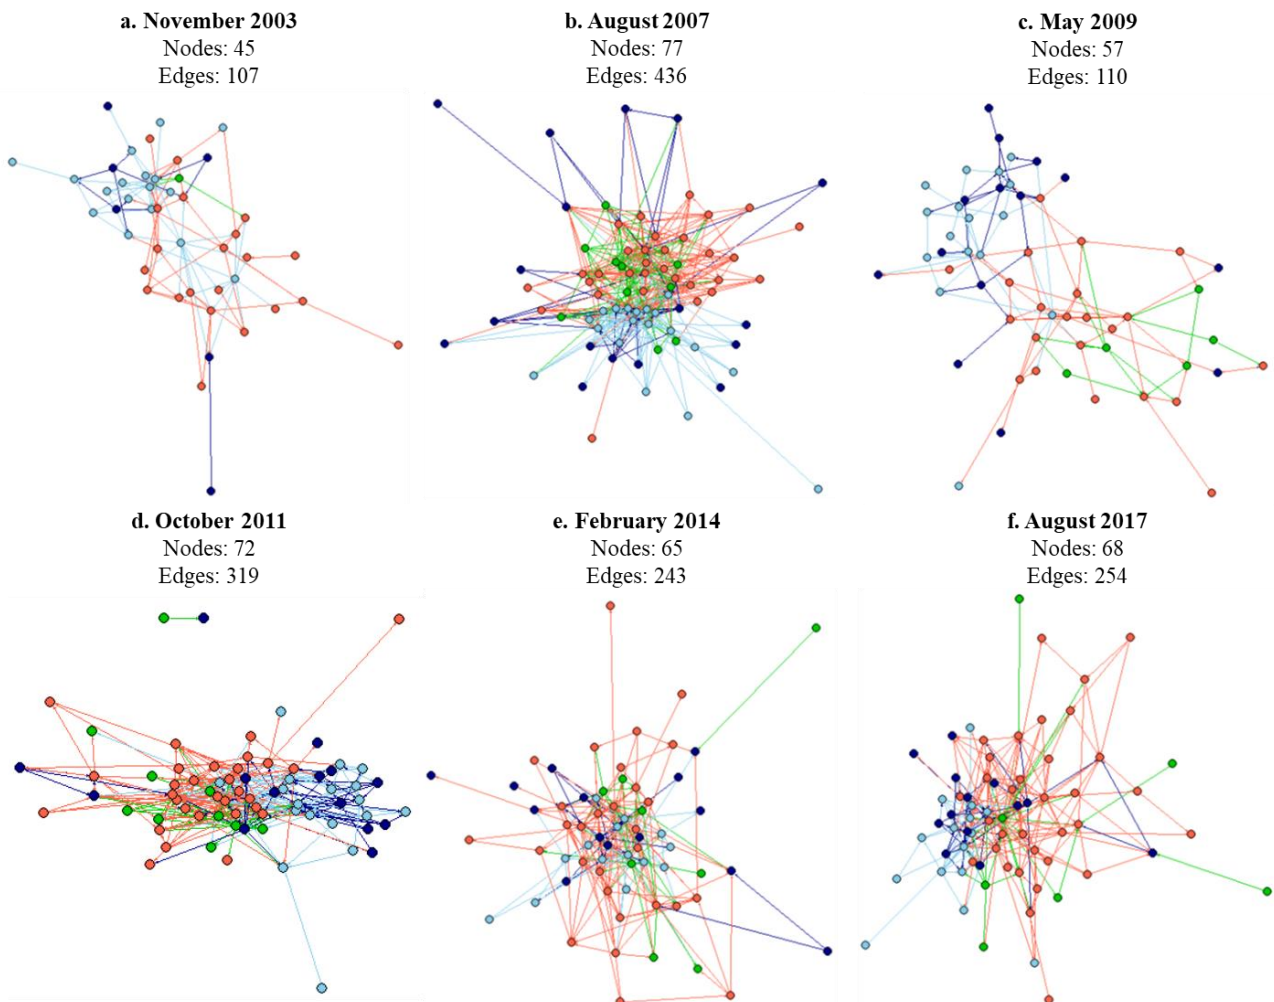 a. November 2003
Nodes: 45
Edges: 107
b. August 2007
Nodes: 77
Edges: 436
c. May 2009
Nodes: 57
Edges: 110
d. October 2011
Nodes: 72
Edges: 319
e. February 2014
Nodes: 65
Edges: 243
f. August 2017
Nodes: 68
Edges: 254